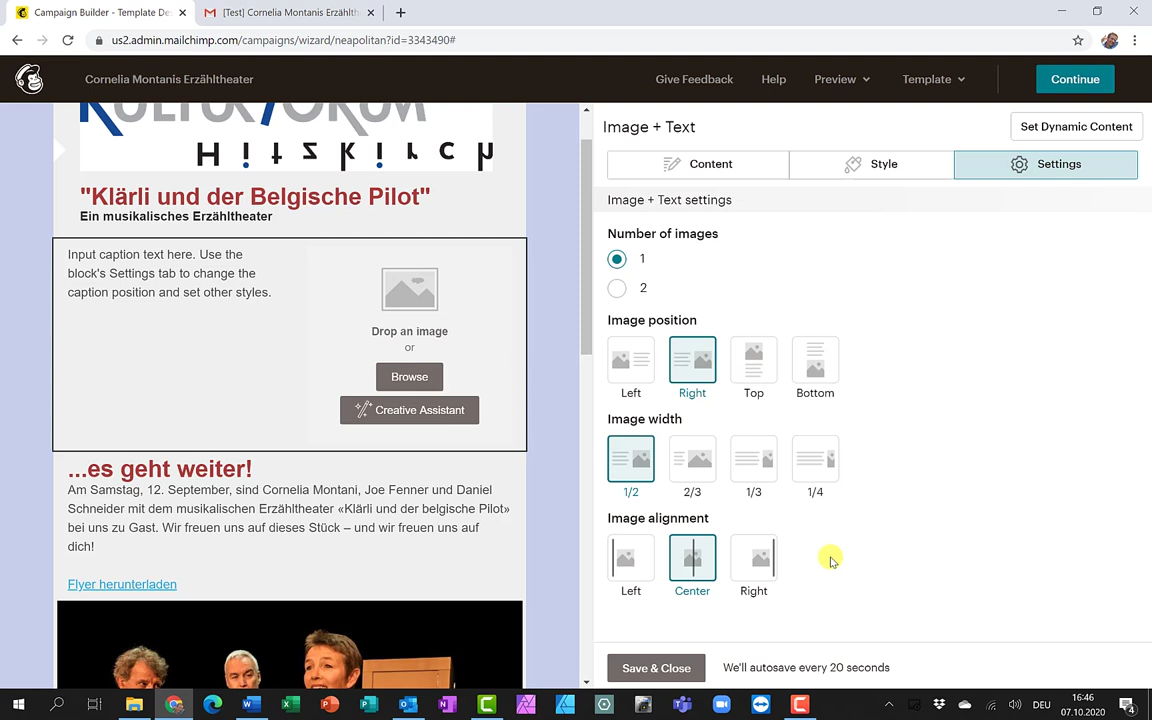 Campaign Builder - Template De
[Test] Cornelia Montanis Erzählth
us2.admin.mailchimp.com/campaigns/wizard/neapolitan?id=3343490#
Cornelia Montanis Erzähltheater
Give Feedback
Help
Preview
Template
Continue
KULTURFORUM
Hitzkirch
"Klärli und der Belgische Pilot"
Ein musikalisches Erzähltheater
Input caption text here. Use the
block's Settings tab to change the
caption position and set other styles.
Drop an image
or
Browse
Creative Assistant
...es geht weiter!
Am Samstag, 12. September, sind Cornelia Montani, Joe Fenner und Daniel
Schneider mit dem musikalischen Erzähltheater «Klärli und der belgische Pilot»
bei uns zu Gast. Wir freuen uns auf dieses Stück – und wir freuen uns auf
dich!
Flyer herunterladen
Image + Text
Set Dynamic Content
Content
Style
Settings
Image + Text settings
Number of images
1
2
Image position
Left
Right
Top
Bottom
Image width
1/2
2/3
1/3
1/4
Image alignment
Left
Center
Right
Save & Close
We'll autosave every 20 seconds
DEU
16:46
07.10.2020
4